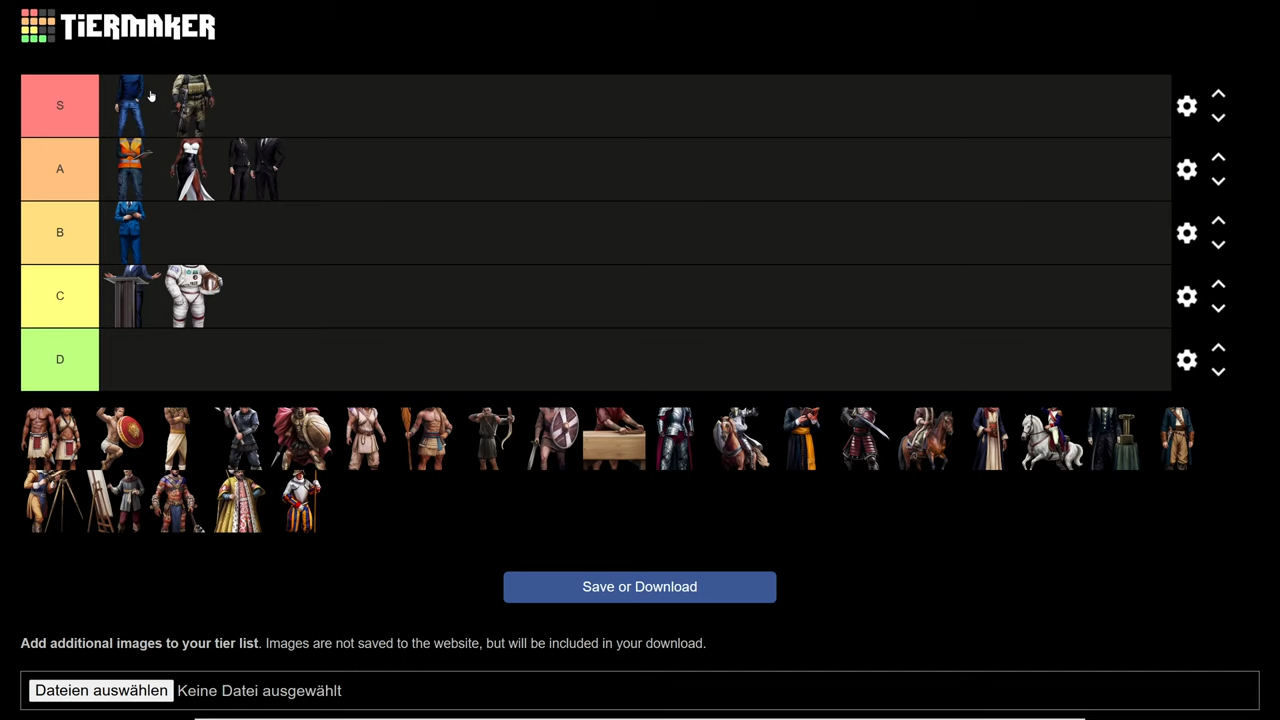 TIERMAKER
S
A
B
C
D
Save or Download
Add additional images to your tier list. Images are not saved to the website, but will be included in your download.
Dateien auswählen Keine Datei ausgewählt